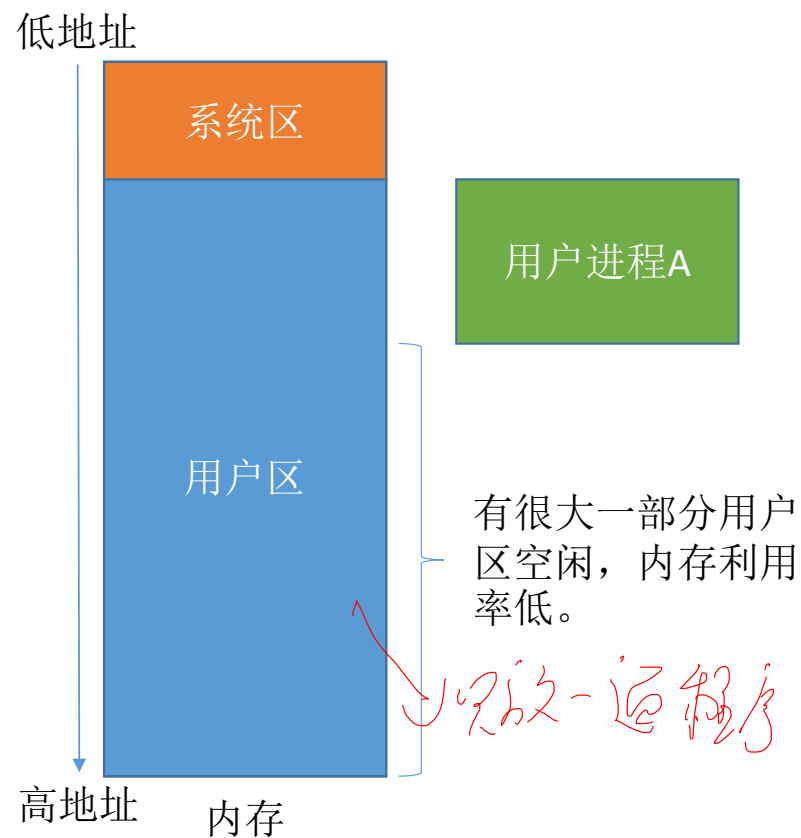 低地址
系统区
用户进程A
用户区
有很大一部分用户
区空闲，内存利用
率低。
只放一道程序
高地址
内存